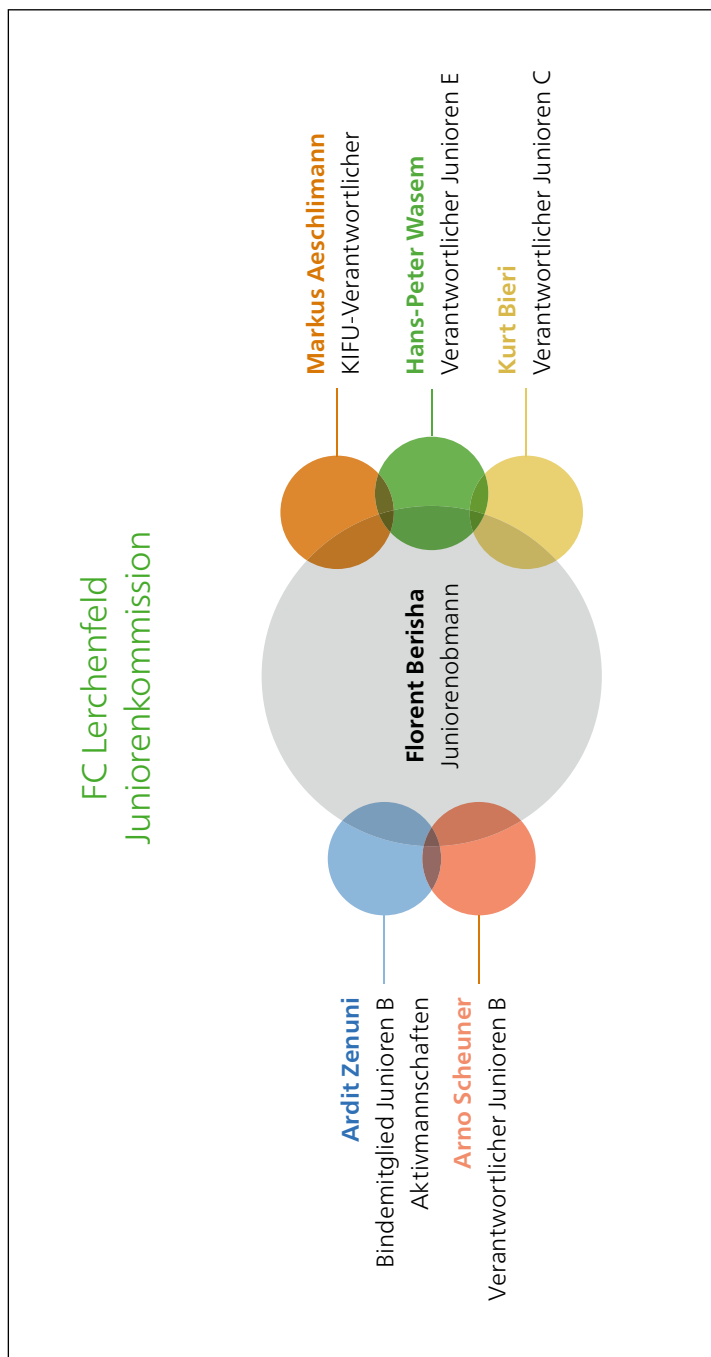 FC Lerchenfeld
Juniorenkommission
Ardit Zenuni
Bindemitglied Junioren B
Aktivmannschaften
Arno Scheuner
Verantwortlicher Junioren B
Florent Berisha
Juniorenobmann
Markus Aeschlimann
KIFU-Verantwortlicher
Hans-Peter Wasem
Verantwortlicher Junioren E
Kurt Bieri
Verantwortlicher Junioren C